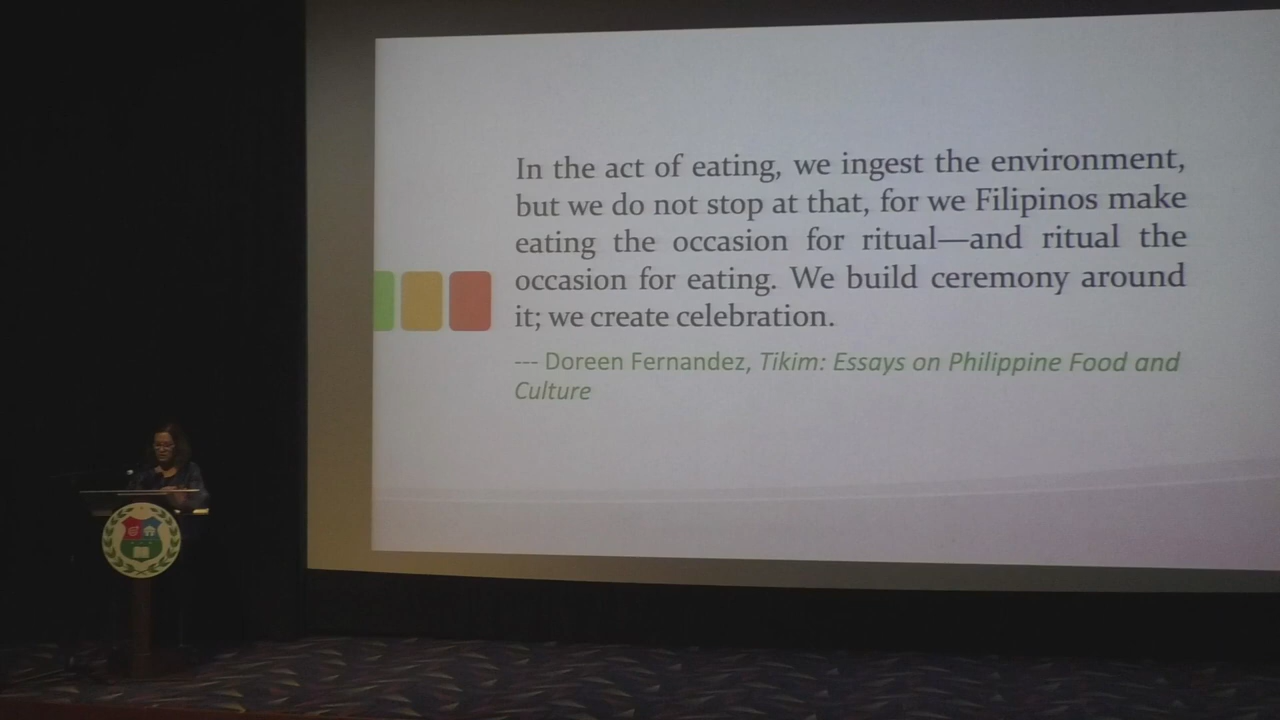 In the act of eating, we ingest the environment,
but we do not stop at that, for we Filipinos make
eating the occasion for ritual—and ritual the
occasion for eating. We build ceremony around
it; we create celebration.
--- Doreen Fernandez, Tikim: Essays on Philippine Food and
Culture